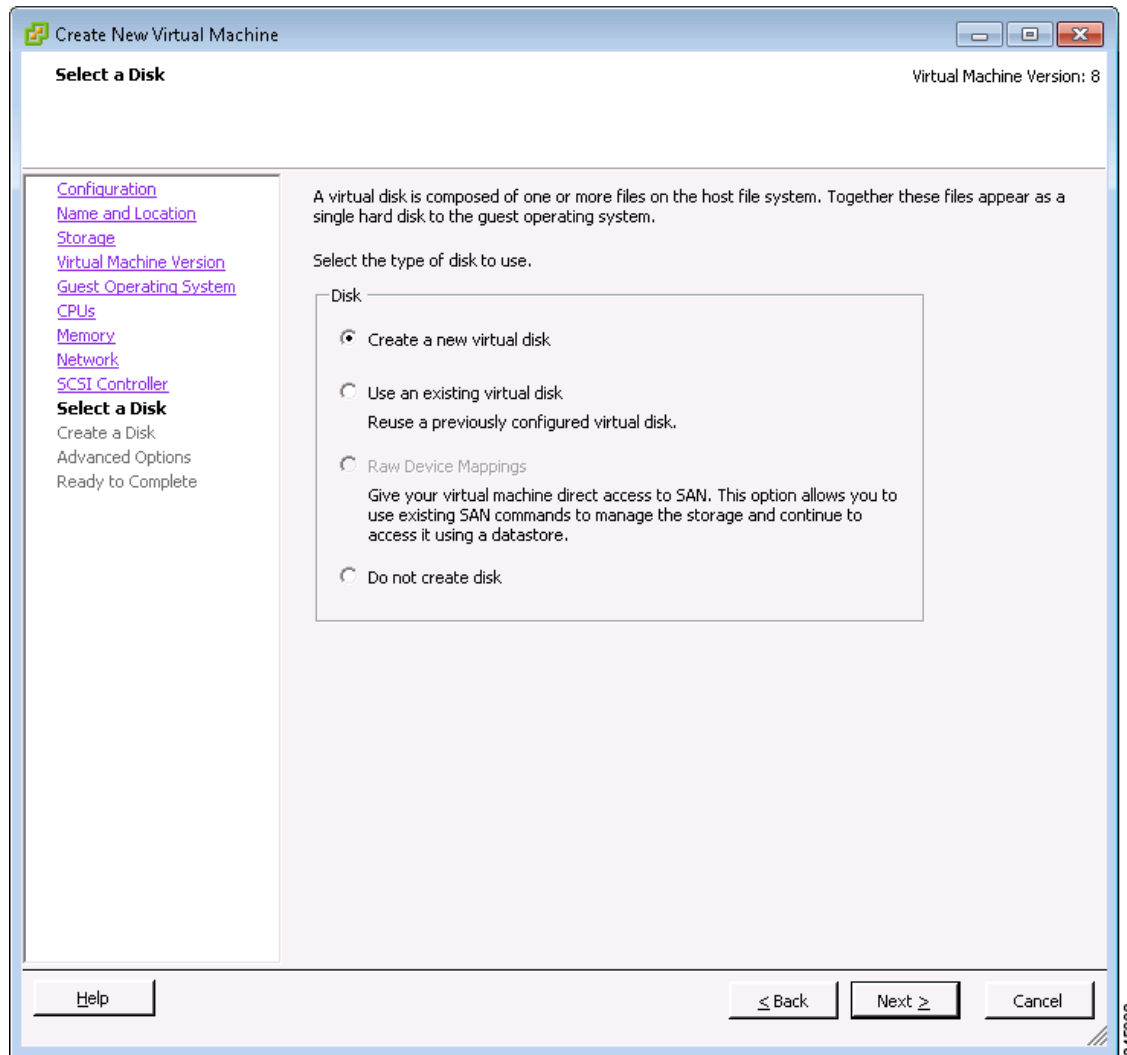 Create New Virtual Machine
Select a Disk
Virtual Machine Version: 8
Configuration
Name and Location
Storage
Virtual Machine Version
Guest Operating System
CPUs
Memory
Network
SCSI Controller
Select a Disk
Create a Disk
Advanced Options
Ready to Complete
A virtual disk is composed of one or more files on the host file system. Together these files appear as a
single hard disk to the guest operating system.
Select the type of disk to use.
Disk
Create a new virtual disk
Use an existing virtual disk
Reuse a previously configured virtual disk.
Raw Device Mappings
Give your virtual machine direct access to SAN. This option allows you to
use existing SAN commands to manage the storage and continue to
access it using a datastore.
Do not create disk
Help
≤ Back
Next ≥
Cancel